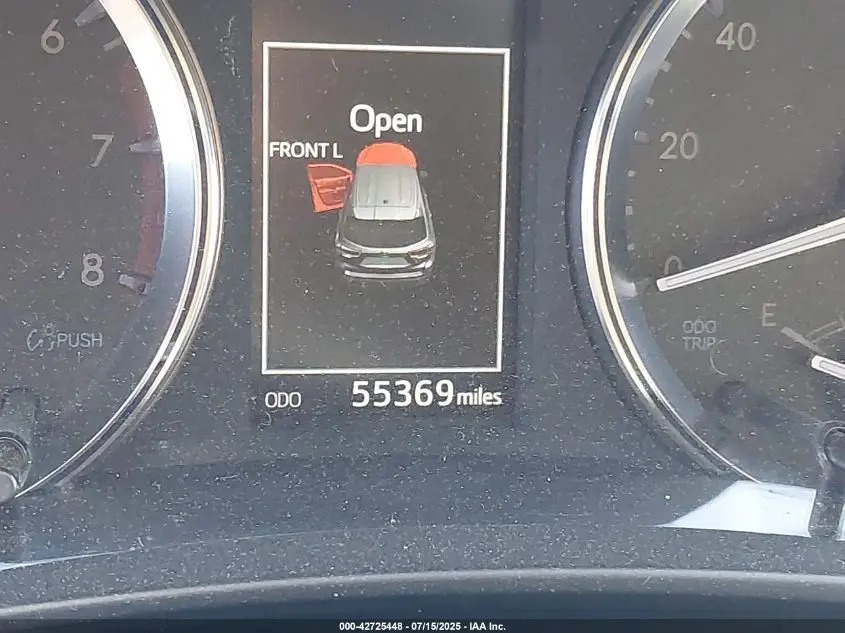 6
7
8
PUSH
Open
FRONT L
ODO 55369 miles
40
20
0
ODO
TRIP
E
000-42725448 - 07/15/2025 - IAA Inc.